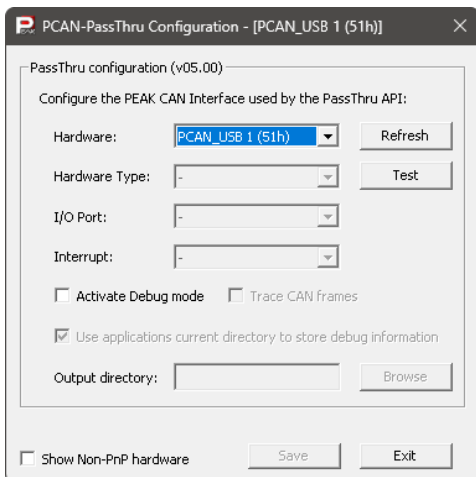 PEAK
PCAN-PassThru Configuration - [PCAN_USB 1 (51h)]
PassThru configuration (v05.00)
Configure the PEAK CAN Interface used by the PassThru API:
Hardware: PCAN_USB 1 (51h) Refresh
Hardware Type: - Test
I/O Port: -
Interrupt: -
Activate Debug mode Trace CAN frames
Use applications current directory to store debug information
Output directory: Browse
Show Non-PnP hardware Save Exit